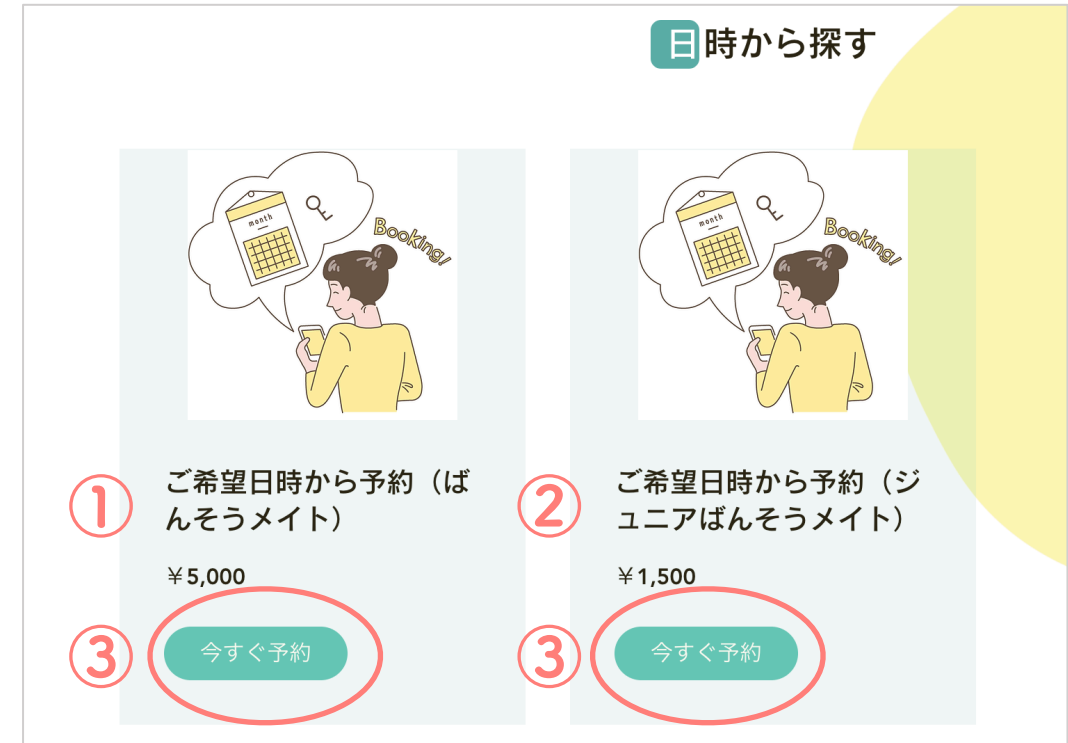 日時から探す
month
Booking!
month
Booking!
①
ご希望日時から予約（ば
んそうメイト）
¥5,000
③
今すぐ予約
②
ご希望日時から予約（ジ
ュニアばんそうメイト）
¥1,500
③
今すぐ予約